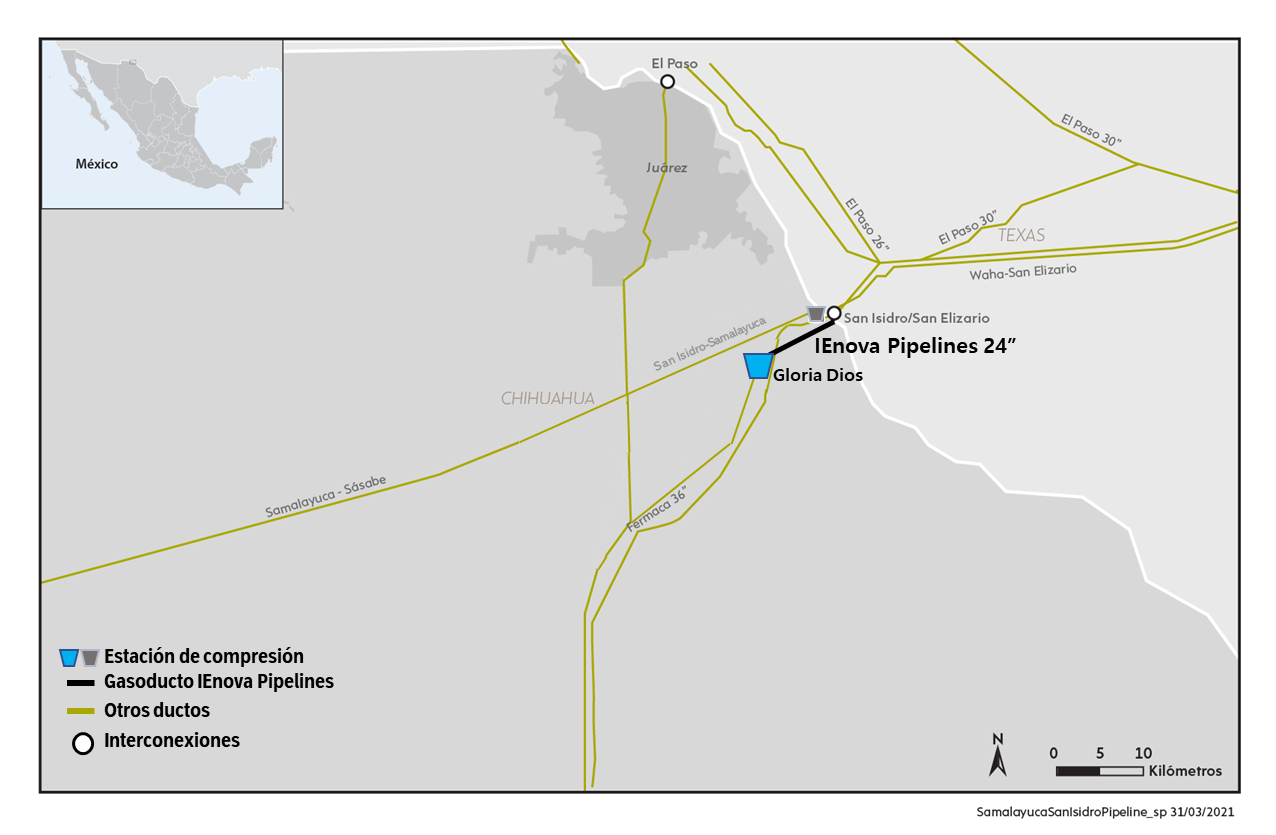 El Paso
El Paso 30”
México
Juárez
El Paso 26”
El Paso 30”
TEXAS
Waha-San Elizario
San Isidro/San Elizario
San Isidro-Samalayuca
IEnova Pipelines 24”
Gloria Dios
CHIHUAHUA
Samalayuca - Sásabe
Fermaca 36”
Estación de compresión
Gasoducto IEnova Pipelines
Otros ductos
Interconexiones
N
0 5 10
Kilómetros
SamalayucaSanIsidroPipeline_sp 31/03/2021